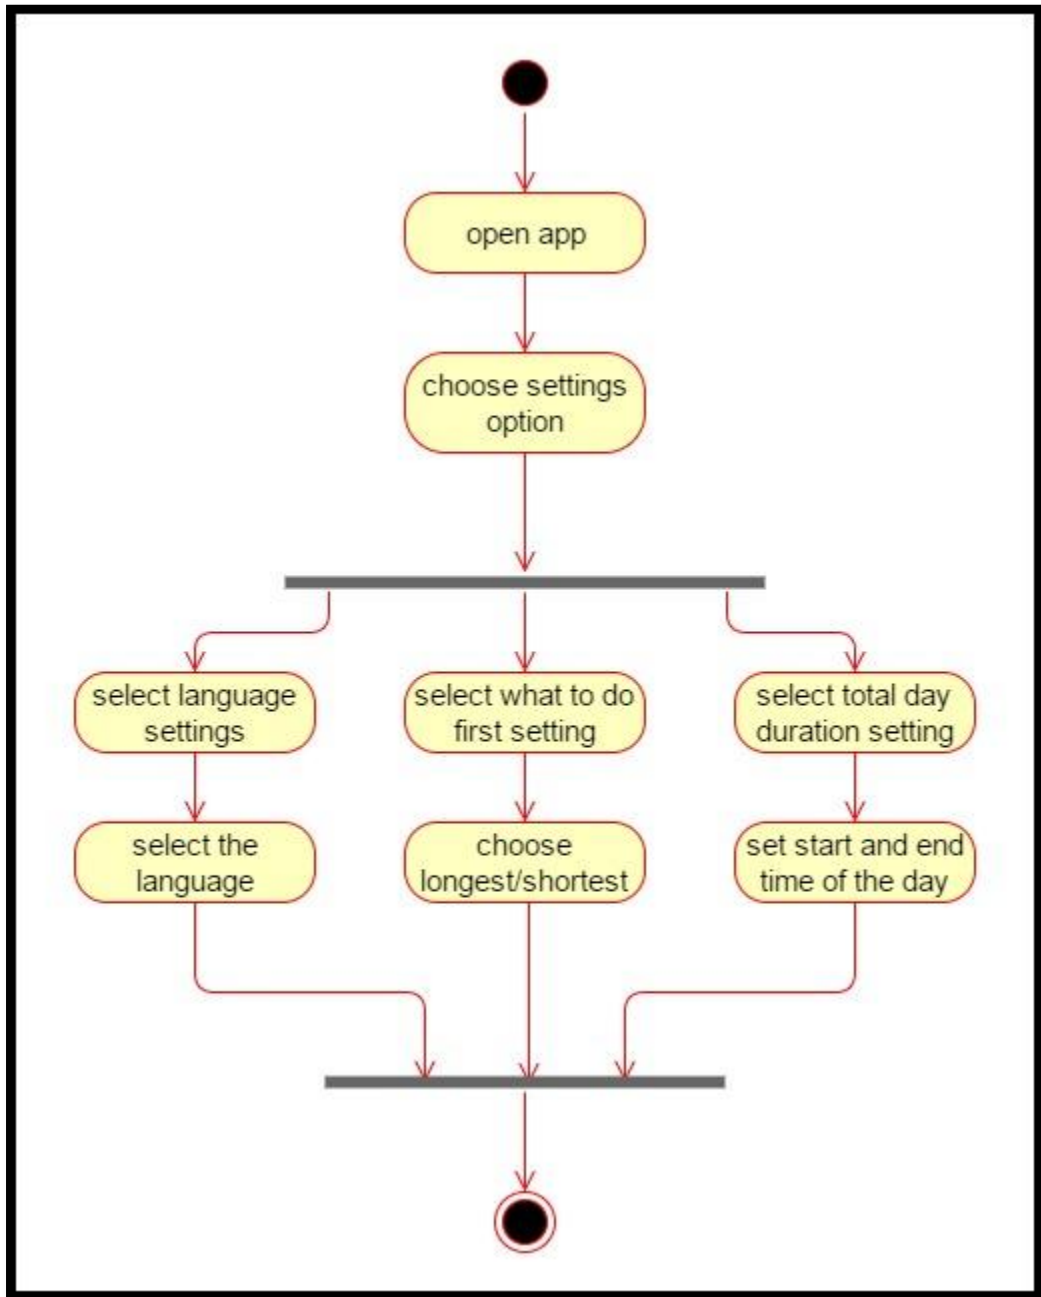 open app
choose settings
option
select language
settings
select what to do
first setting
select total day
duration setting
select the
language
choose
longest/shortest
set start and end
time of the day